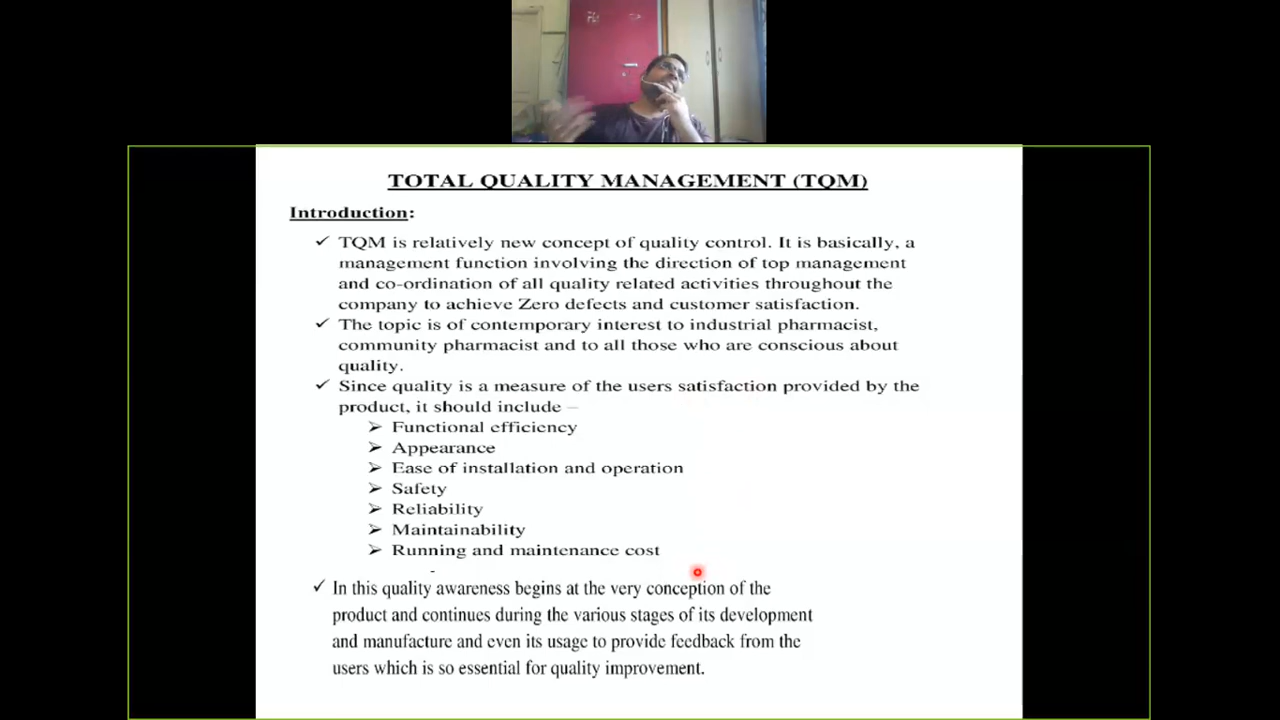 TOTAL QUALITY MANAGEMENT (TQM)
Introduction:
✓ TQM is relatively new concept of quality control. It is basically, a
management function involving the direction of top management
and co-ordination of all quality related activities throughout the
company to achieve Zero defects and customer satisfaction.
✓ The topic is of contemporary interest to industrial pharmacist,
community pharmacist and to all those who are conscious about
quality.
✓ Since quality is a measure of the users satisfaction provided by the
product, it should include –
➢ Functional efficiency
➢ Appearance
➢ Ease of installation and operation
➢ Safety
➢ Reliability
➢ Maintainability
➢ Running and maintenance cost
✓ In this quality awareness begins at the very conception of the
product and continues during the various stages of its development
and manufacture and even its usage to provide feedback from the
users which is so essential for quality improvement.